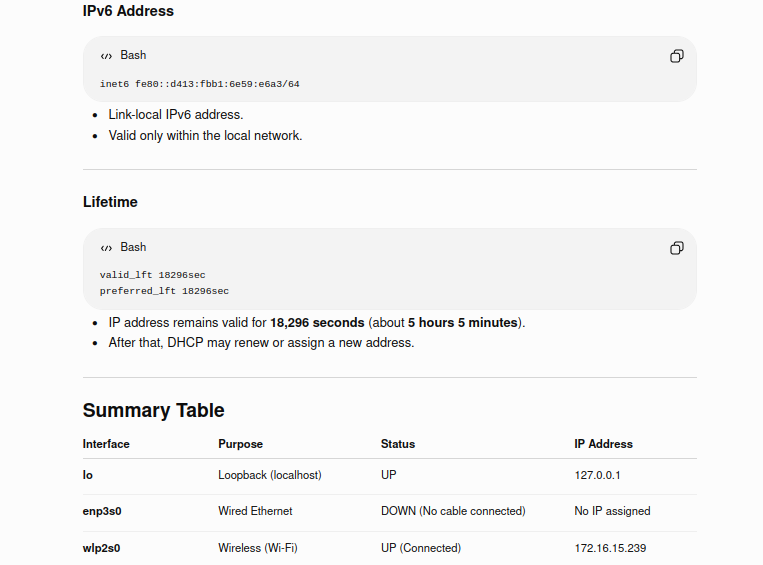 IPv6 Address
Bash
inet6 fe80::d413:fbb1:6e59:e6a3/64
Link-local IPv6 address.
Valid only within the local network.
Lifetime
Bash
valid_lft 18296sec
preferred_lft 18296sec
IP address remains valid for 18,296 seconds (about 5 hours 5 minutes).
After that, DHCP may renew or assign a new address.
Summary Table
Interface Purpose Status IP Address
lo Loopback (localhost) UP 127.0.0.1
enp3s0 Wired Ethernet DOWN (No cable connected) No IP assigned
wlp2s0 Wireless (Wi-Fi) UP (Connected) 172.16.15.239